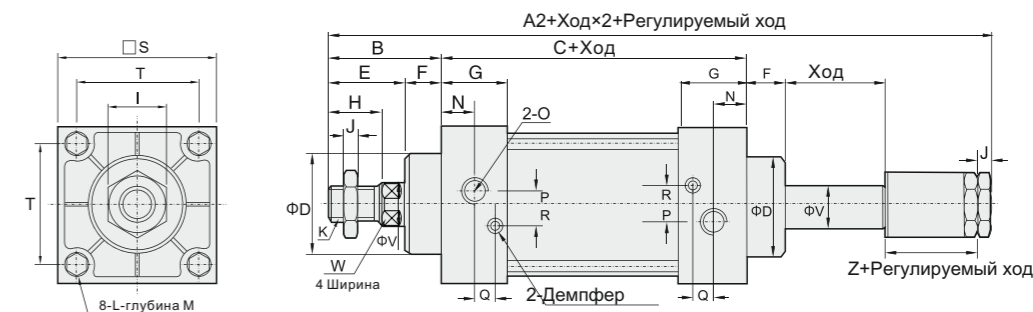 A2+Ход×2+Регулируемый ход
□S
B
C+Ход
T
E
F
G
G
F
Ход
I
H
N
N
J
2-O
J
T
ΦD
P
R
R
P
ΦD
ΦV
K
ΦV
W
4 Ширина
Z+Регулируемый ход
Q
2-Демпфер
Q
8-L-глубина M